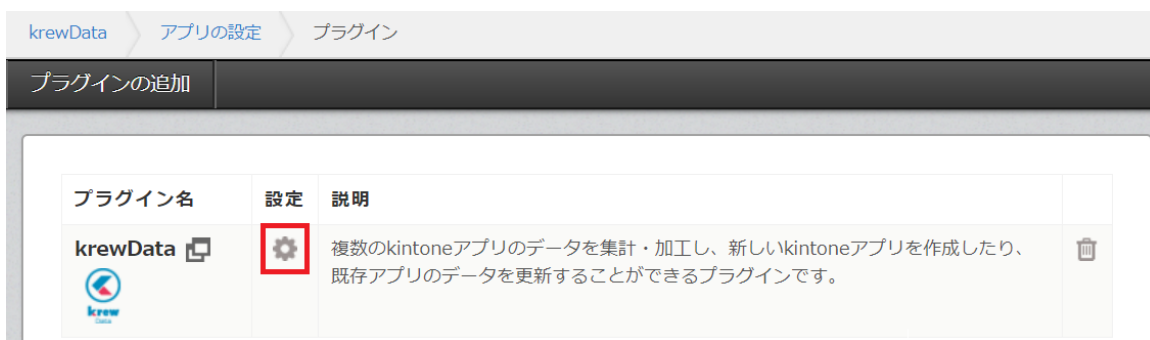 krewData アプリの設定 プラグイン
プラグインの追加
プラグイン名 設定 説明
krewData 複数のkintoneアプリのデータを集計・加工し、新しいkintoneアプリを作成したり、
既存アプリのデータを更新することができるプラグインです。
krew
Data